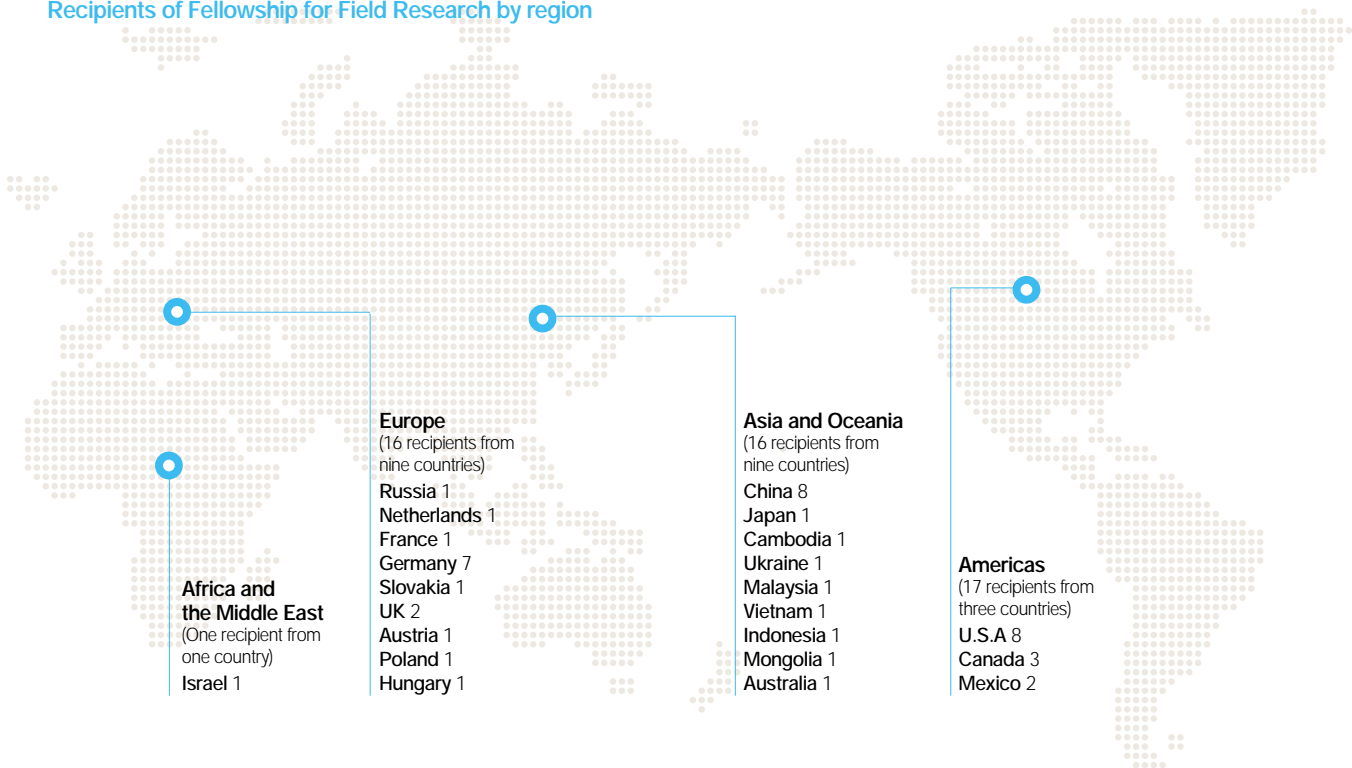 Recipients of Fellowship for Field Research by region
Africa and
the Middle East
(One recipient from
one country)
Israel 1
Europe
(16 recipients from
nine countries)
Russia 1
Netherlands 1
France 1
Germany 7
Slovakia 1
UK 2
Austria 1
Poland 1
Hungary 1
Asia and Oceania
(16 recipients from
nine countries)
China 8
Japan 1
Cambodia 1
Ukraine 1
Malaysia 1
Vietnam 1
Indonesia 1
Mongolia 1
Australia 1
Americas
(17 recipients from
three countries)
U.S.A 8
Canada 3
Mexico 2